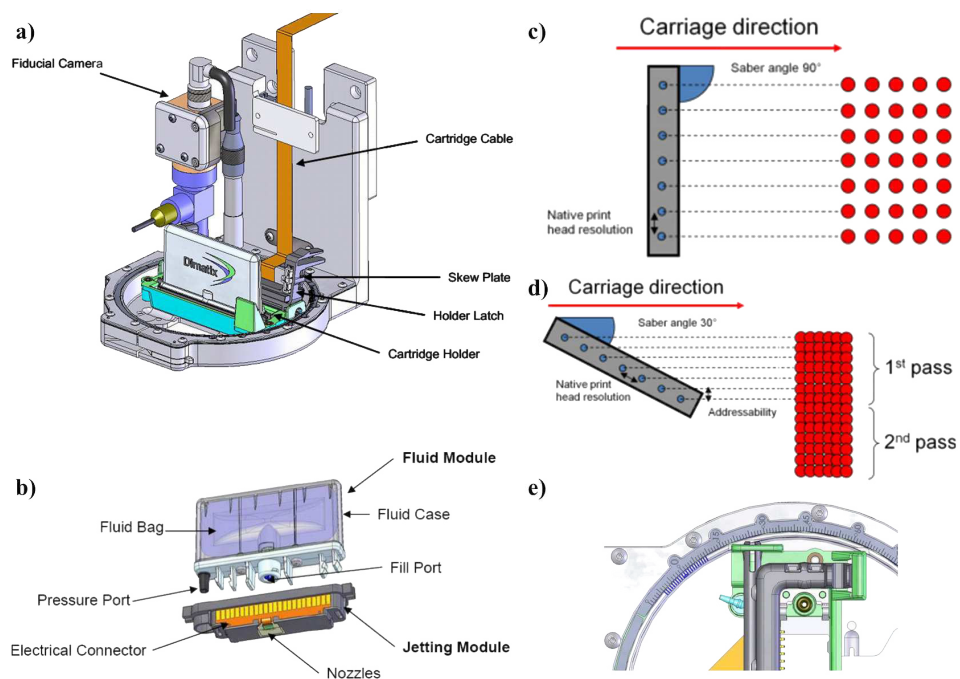 a)
Fiducial Camera
Cartridge Cable
Dimatix
Skew Plate
Holder Latch
Cartridge Holder
b)
Fluid Module
Fluid Bag
Fluid Case
Fill Port
Pressure Port
Electrical Connector
Jetting Module
Nozzles
c)
Carriage direction
Saber angle 90°
Native print
head resolution
d)
Carriage direction
Saber angle 30°
Native print
head resolution
Addressability
1st pass
2nd pass
e)